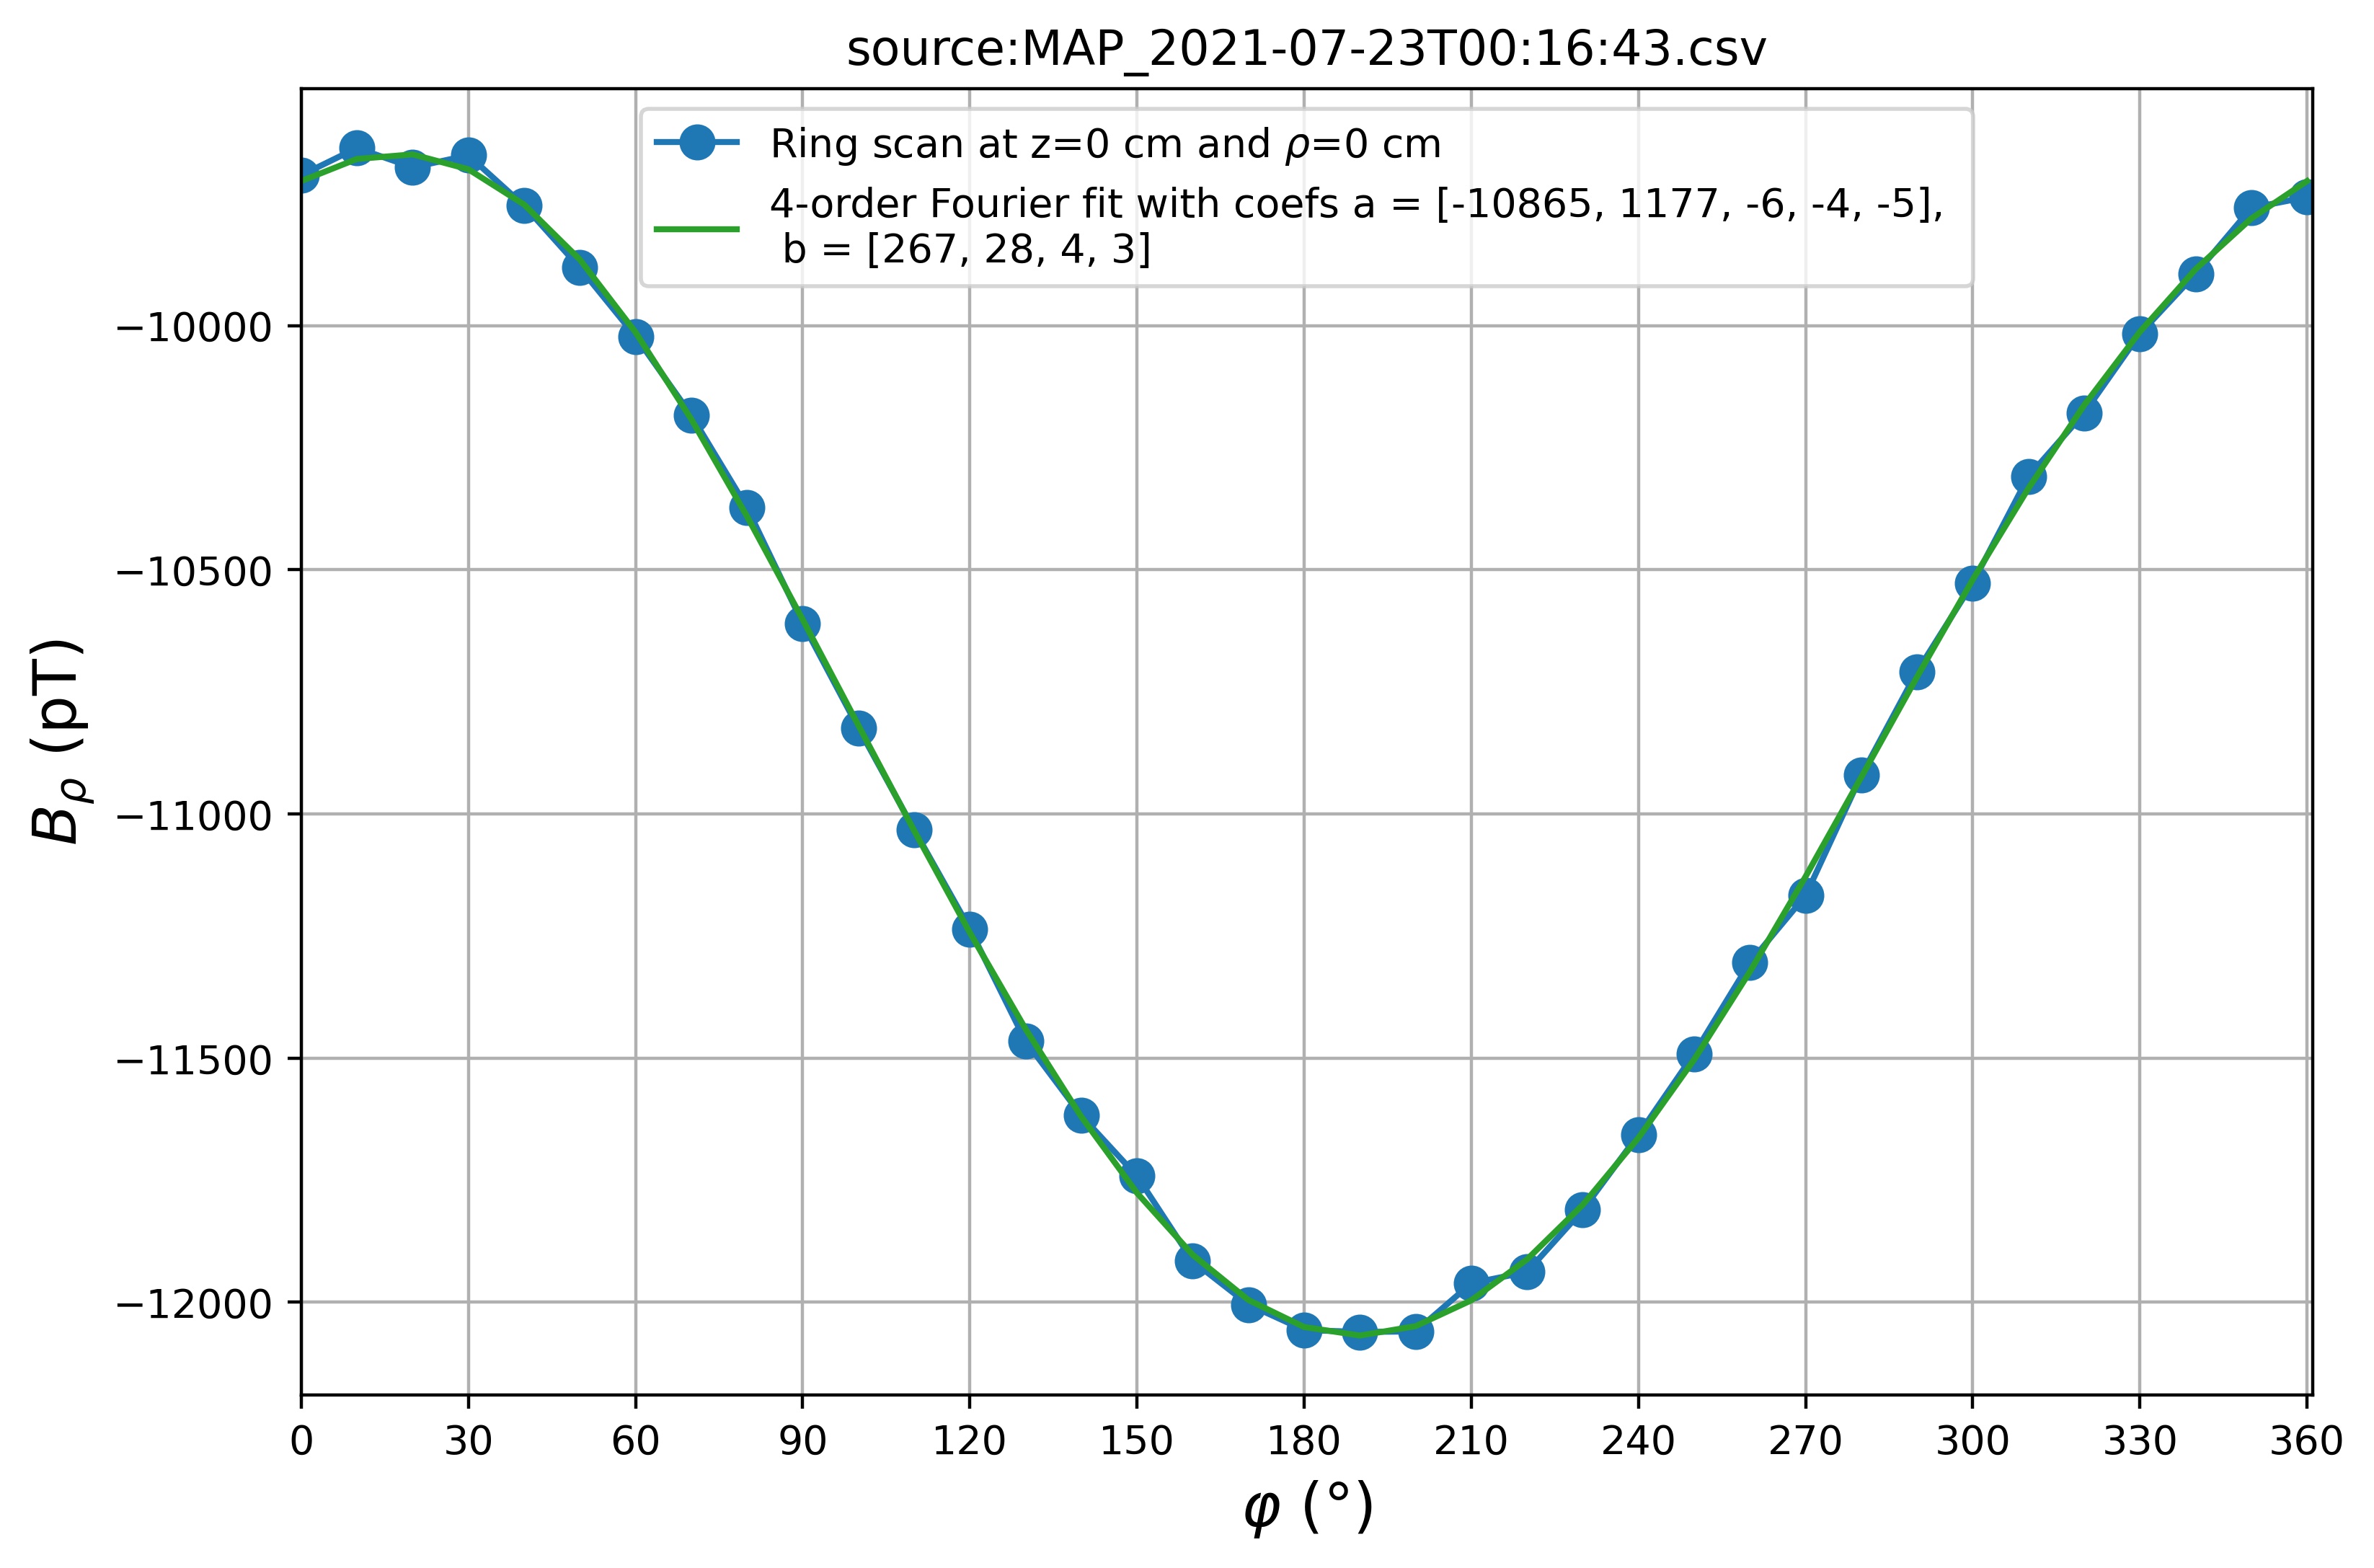 source:MAP_2021-07-23T00:16:43.csv
Ring scan at z=0 cm and ρ=0 cm
4-order Fourier fit with coefs a = [-10865, 1177, -6, -4, -5],
b = [267, 28, 4, 3]
−10000
−10500
−11000
−11500
−12000
Bρ (pT)
0 30 60 90 120 150 180 210 240 270 300 330 360
φ (°)